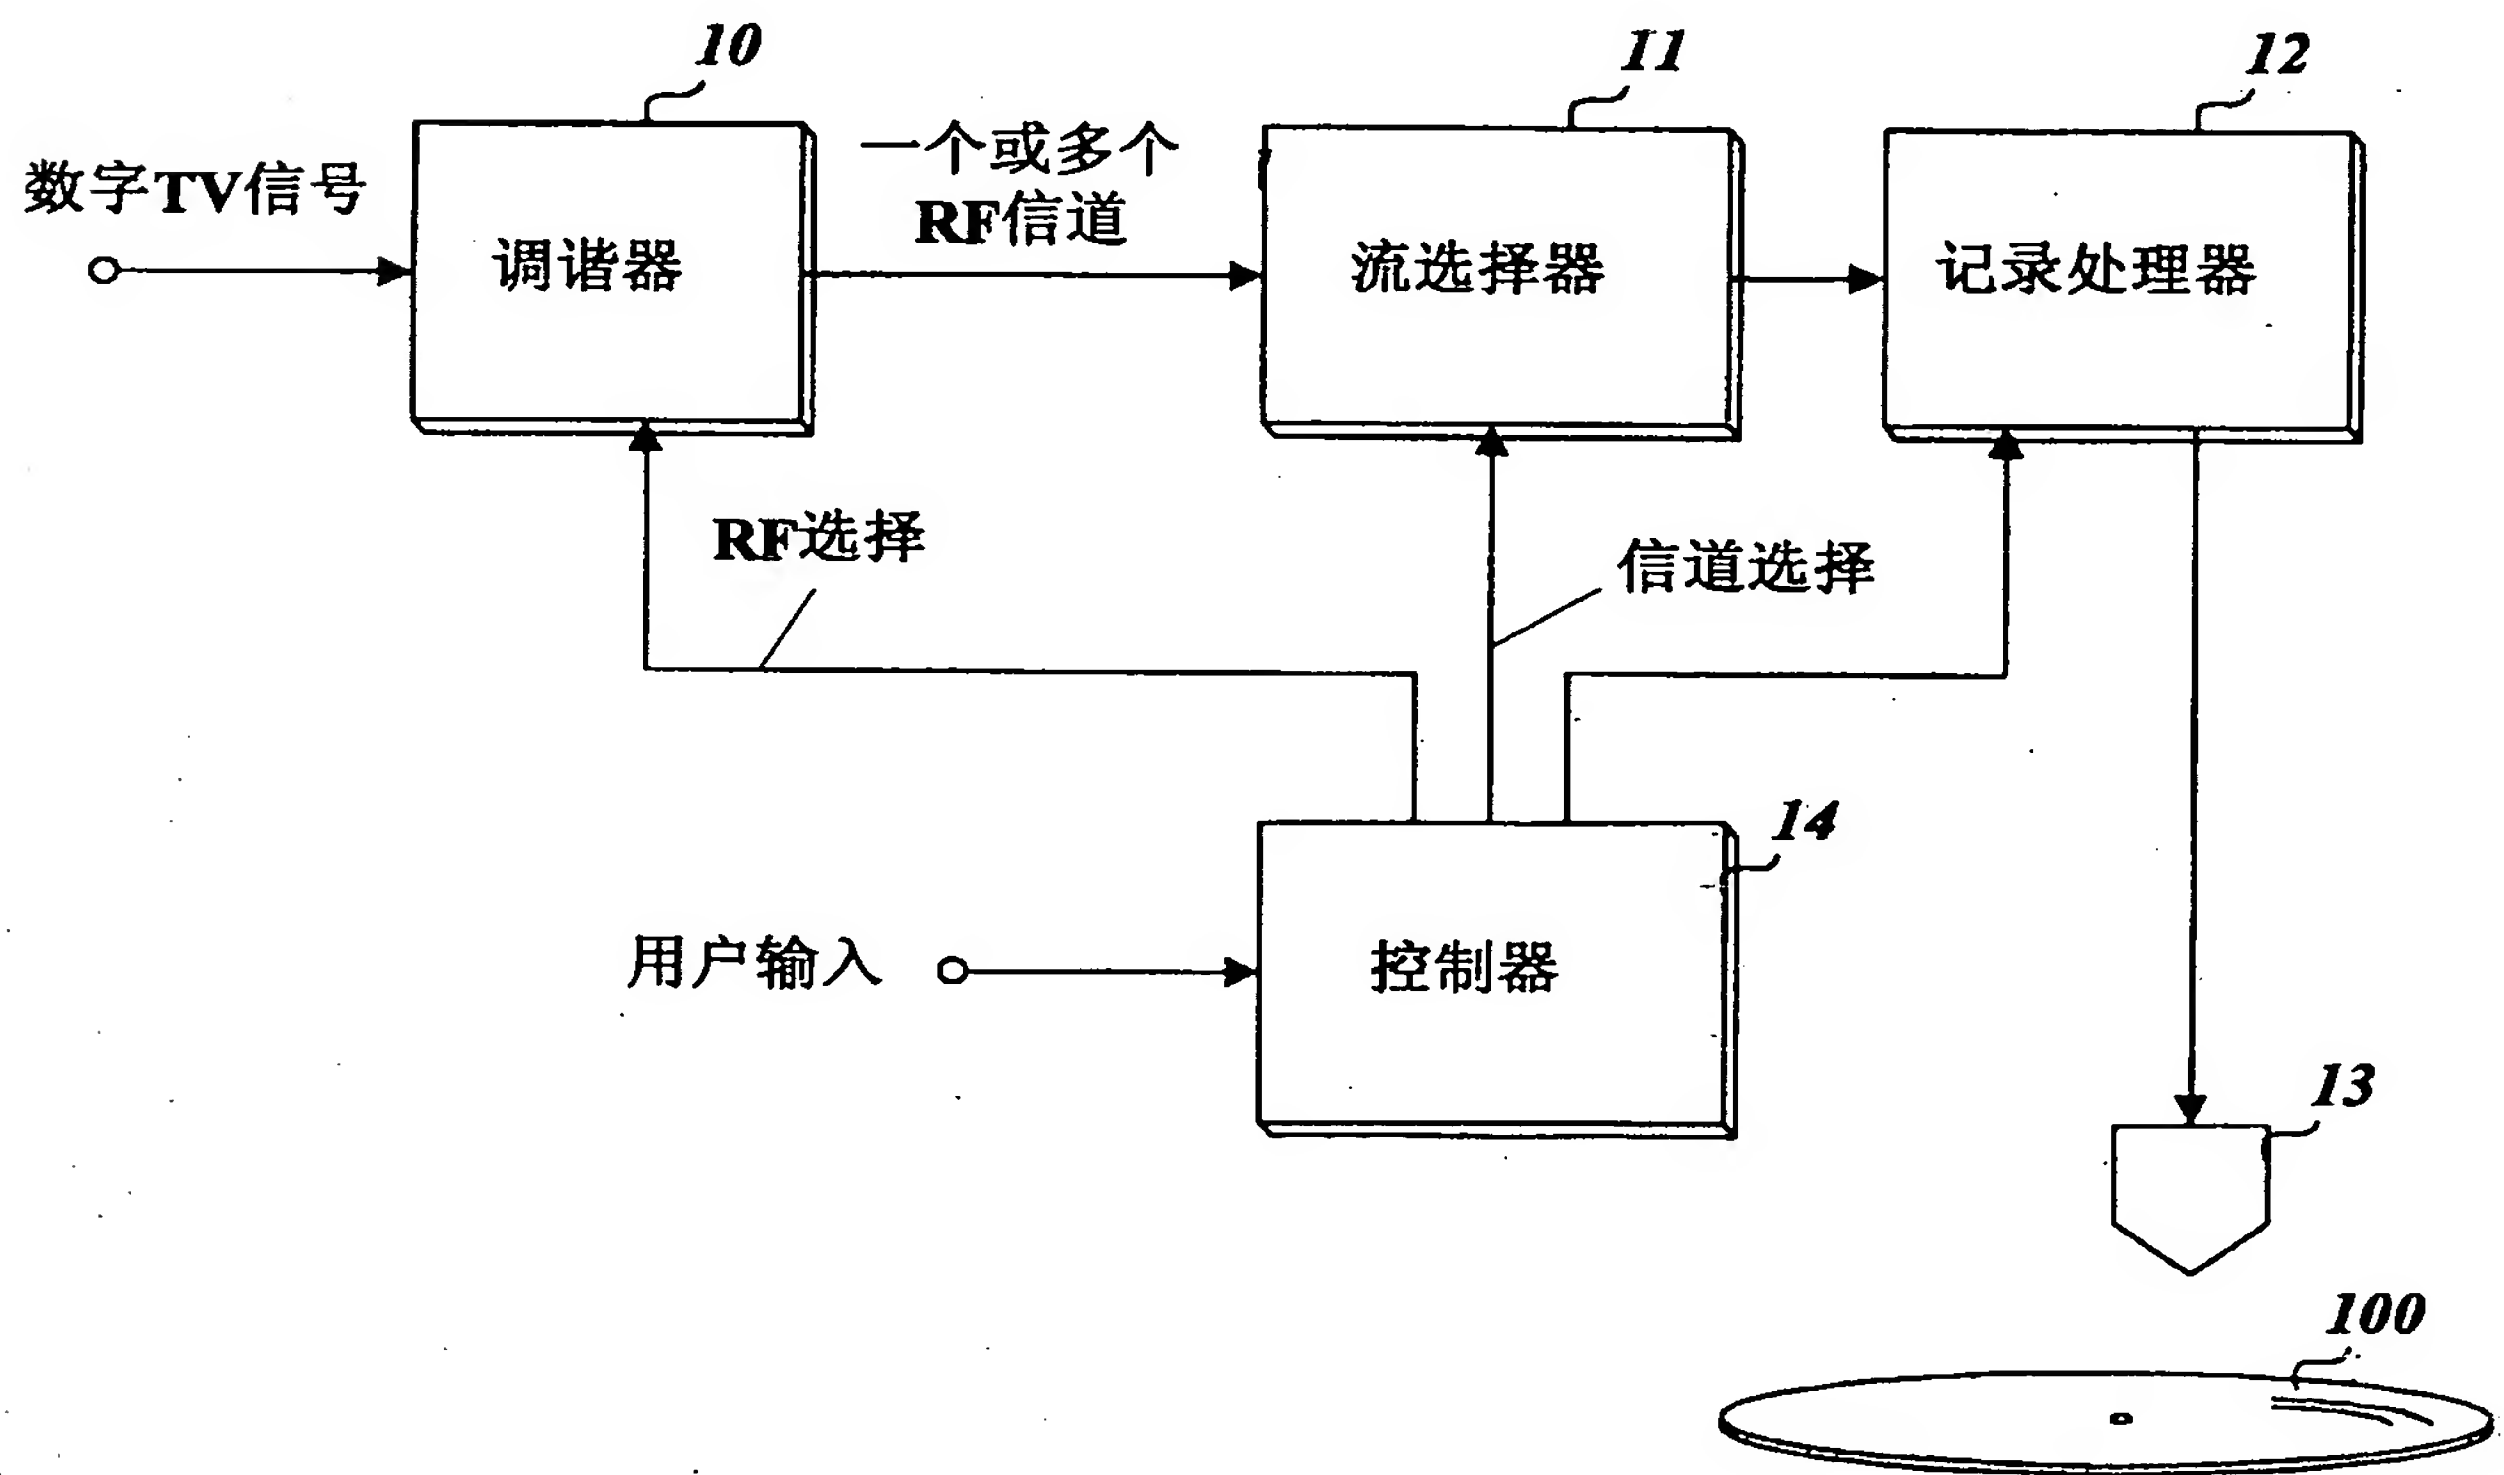 10
11
12
数字TV信号
调谐器
一个或多个
RF信道
流选择器
记录处理器
RF选择
信道选择
14
用户输入
控制器
13
100